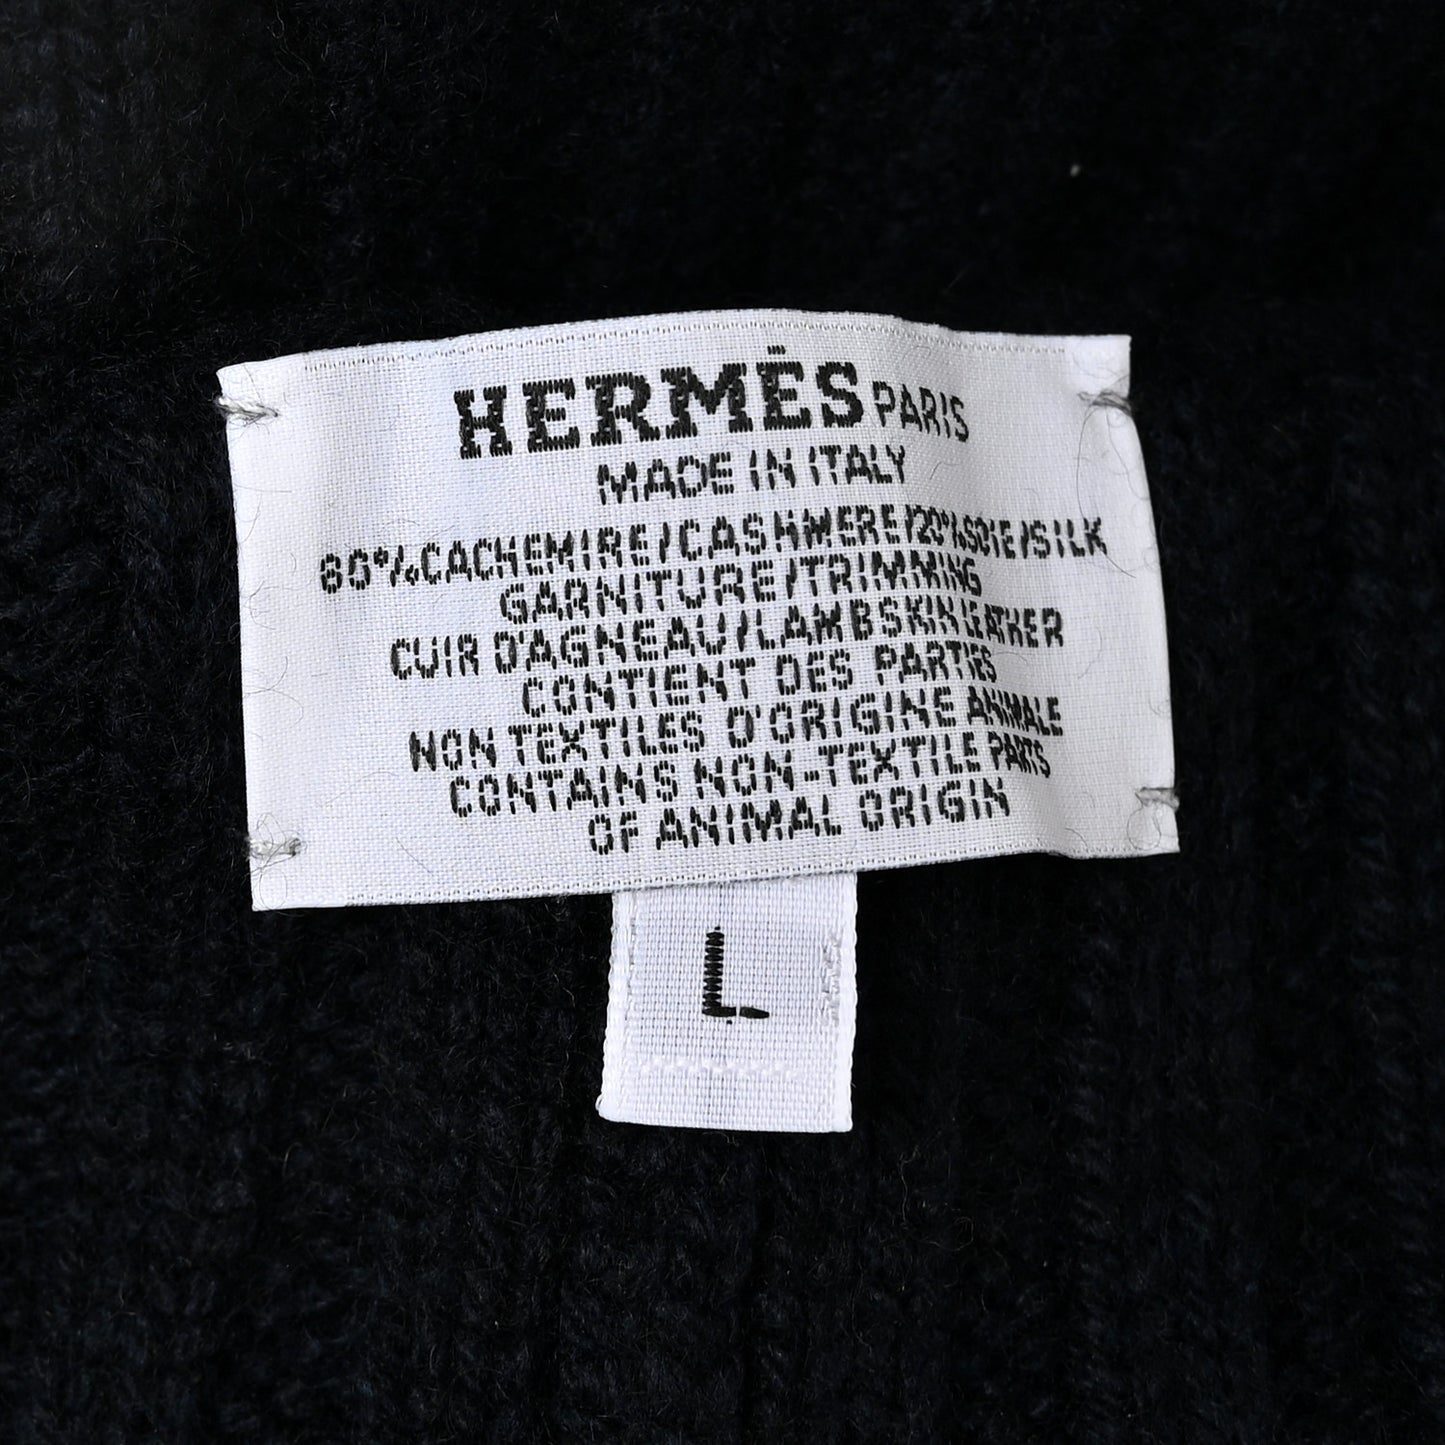 HERMÈS PARIS
MADE IN ITALY
80%CACHEMIRE/CASHMERE/20%SOIE/SILK
GARNITURE/TRIMMING
CUIR D'AGNEAU/LAMBSKIN LEATHER
CONTIENT DES PARTIES
NON TEXTILES D'ORIGINE ANIMALE
CONTAINS NON-TEXTILE PARTS
OF ANIMAL ORIGIN
L